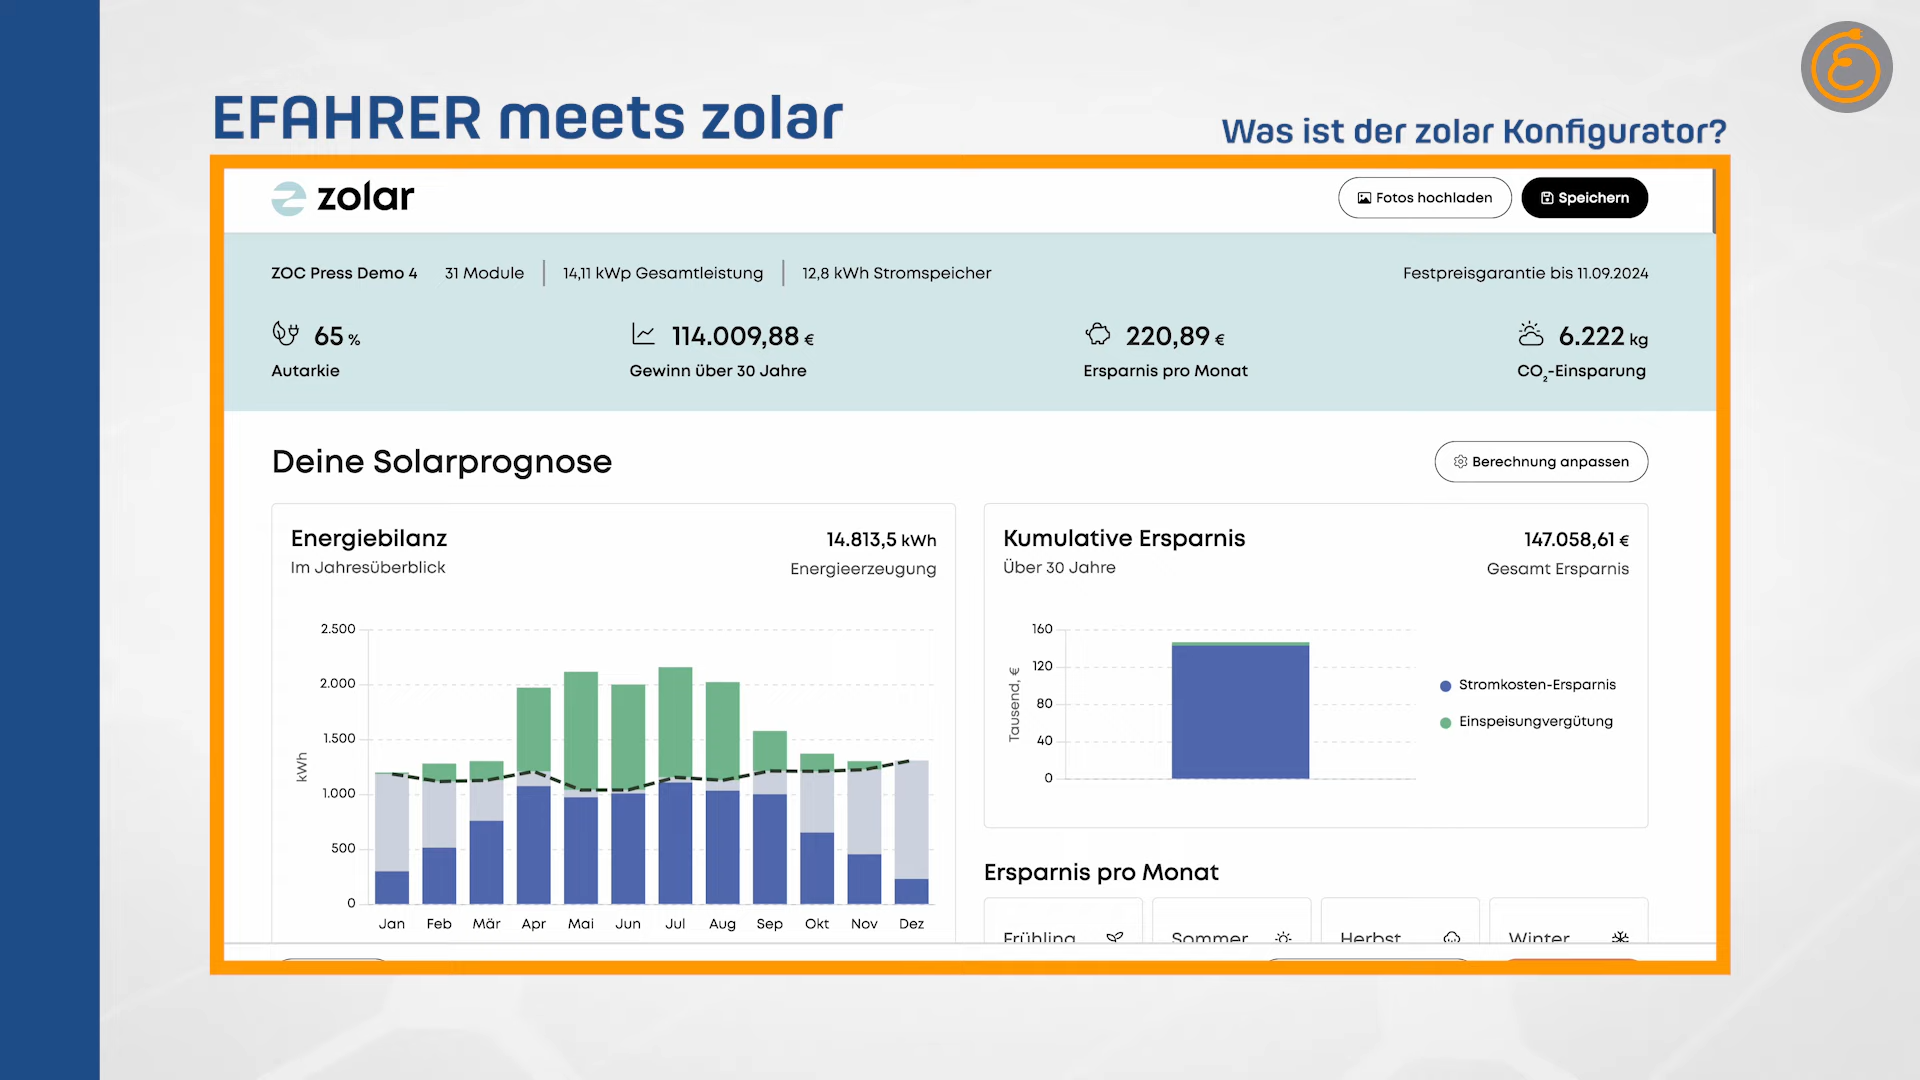 EFAHRER meets zolar
Was ist der zolar Konfigurator?
zolar
Fotos hochladen
Speichern
ZOC Press Demo 4
31 Module
14,11 kWp Gesamtleistung
12,8 kWh Stromspeicher
Festpreisgarantie bis 11.09.2024
65 %
Autarkie
114.009,88 €
Gewinn über 30 Jahre
220,89 €
Ersparnis pro Monat
6.222 kg
CO2-Einsparung
Deine Solarprognose
Berechnung anpassen
Energiebilanz
Im Jahresüberblick
14.813,5 kWh
Energieerzeugung
2.500
2.000
1.500
1.000
500
0
kWh
Jan Feb Mär Apr Mai Jun Jul Aug Sep Okt Nov Dez
Kumulative Ersparnis
Über 30 Jahre
147.058,61 €
Gesamt Ersparnis
160
120
80
40
0
Tausend, €
Stromkosten-Ersparnis
Einspeisungvergütung
Ersparnis pro Monat
Frühling
Sommer
Herbst
Winter